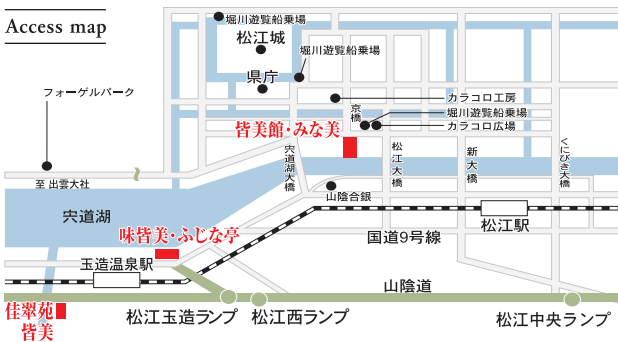 Access map
堀川遊覧船乗場
松江城
堀川遊覧船乗場
県庁
フォーゲルパーク
カラコロ工房
京橋
堀川遊覧船乗場
カラコロ広場
皆美館・みな美
宍道湖大橋
松江大橋
新大橋
くにびき大橋
至 出雲大社
山陰合銀
宍道湖
味皆美・ふじな亭
松江駅
国道9号線
玉造温泉駅
山陰道
佳翠苑
皆美
松江玉造ランプ
松江西ランプ
松江中央ランプ